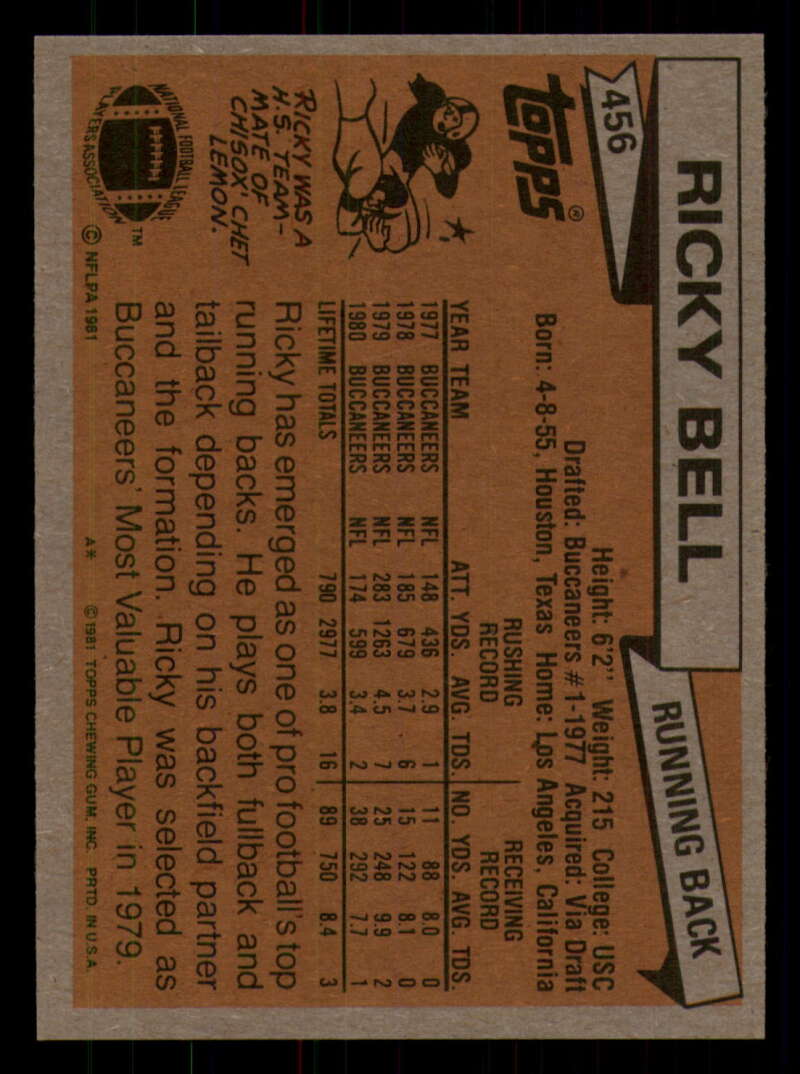 456
RICKY BELL
RUNNING BACK
TOPPS®
Height: 6'2" Weight: 215 College: USC
Drafted: Buccaneers #1-1977 Acquired: Via Draft
Born: 4-8-55, Houston, Texas Home: Los Angeles, California
RUSHING RECORD RECEIVING RECORD
YEAR TEAM ATT. YDS. AVG. TDS. NO. YDS. AVG. TDS.
1977 BUCCANEERS NFL 148 436 2.9 1 11 88 8.0 0
1978 BUCCANEERS NFL 185 679 3.7 6 15 122 8.1 0
1979 BUCCANEERS NFL 283 1263 4.5 7 25 248 9.9 2
1980 BUCCANEERS NFL 174 599 3.4 2 38 292 7.7 1
LIFETIME TOTALS 790 2977 3.8 16 89 750 8.4 3
RICKY WAS A
H.S. TEAM-
MATE OF
CHISOX' CHET
LEMON.
Ricky has emerged as one of pro football's top
running backs. He plays both fullback and
tailback depending on his backfield partner
and the formation. Ricky was selected as
Buccaneers' Most Valuable Player in 1979.
NATIONAL FOOTBALL LEAGUE
PLAYERS ASSOCIATION
TM
© NFLPA 1981
A* © 1981 TOPPS CHEWING GUM, INC. PRTD. IN U.S.A.